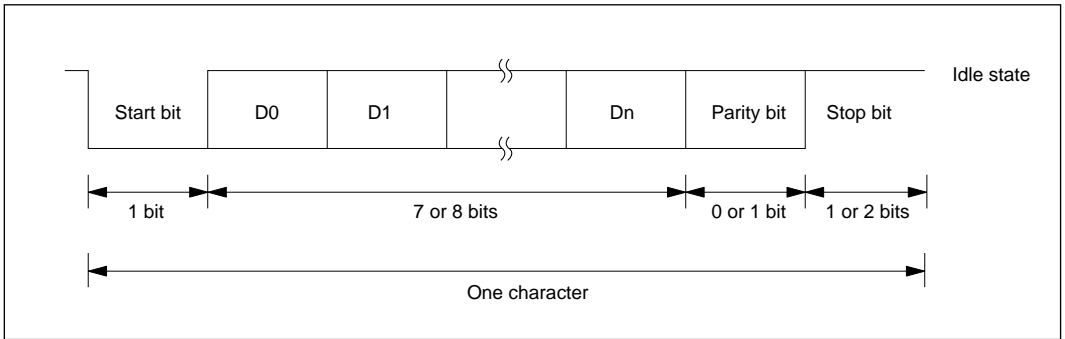 Idle state
Start bit D0 D1 Dn Parity bit Stop bit
1 bit 7 or 8 bits 0 or 1 bit 1 or 2 bits
One character